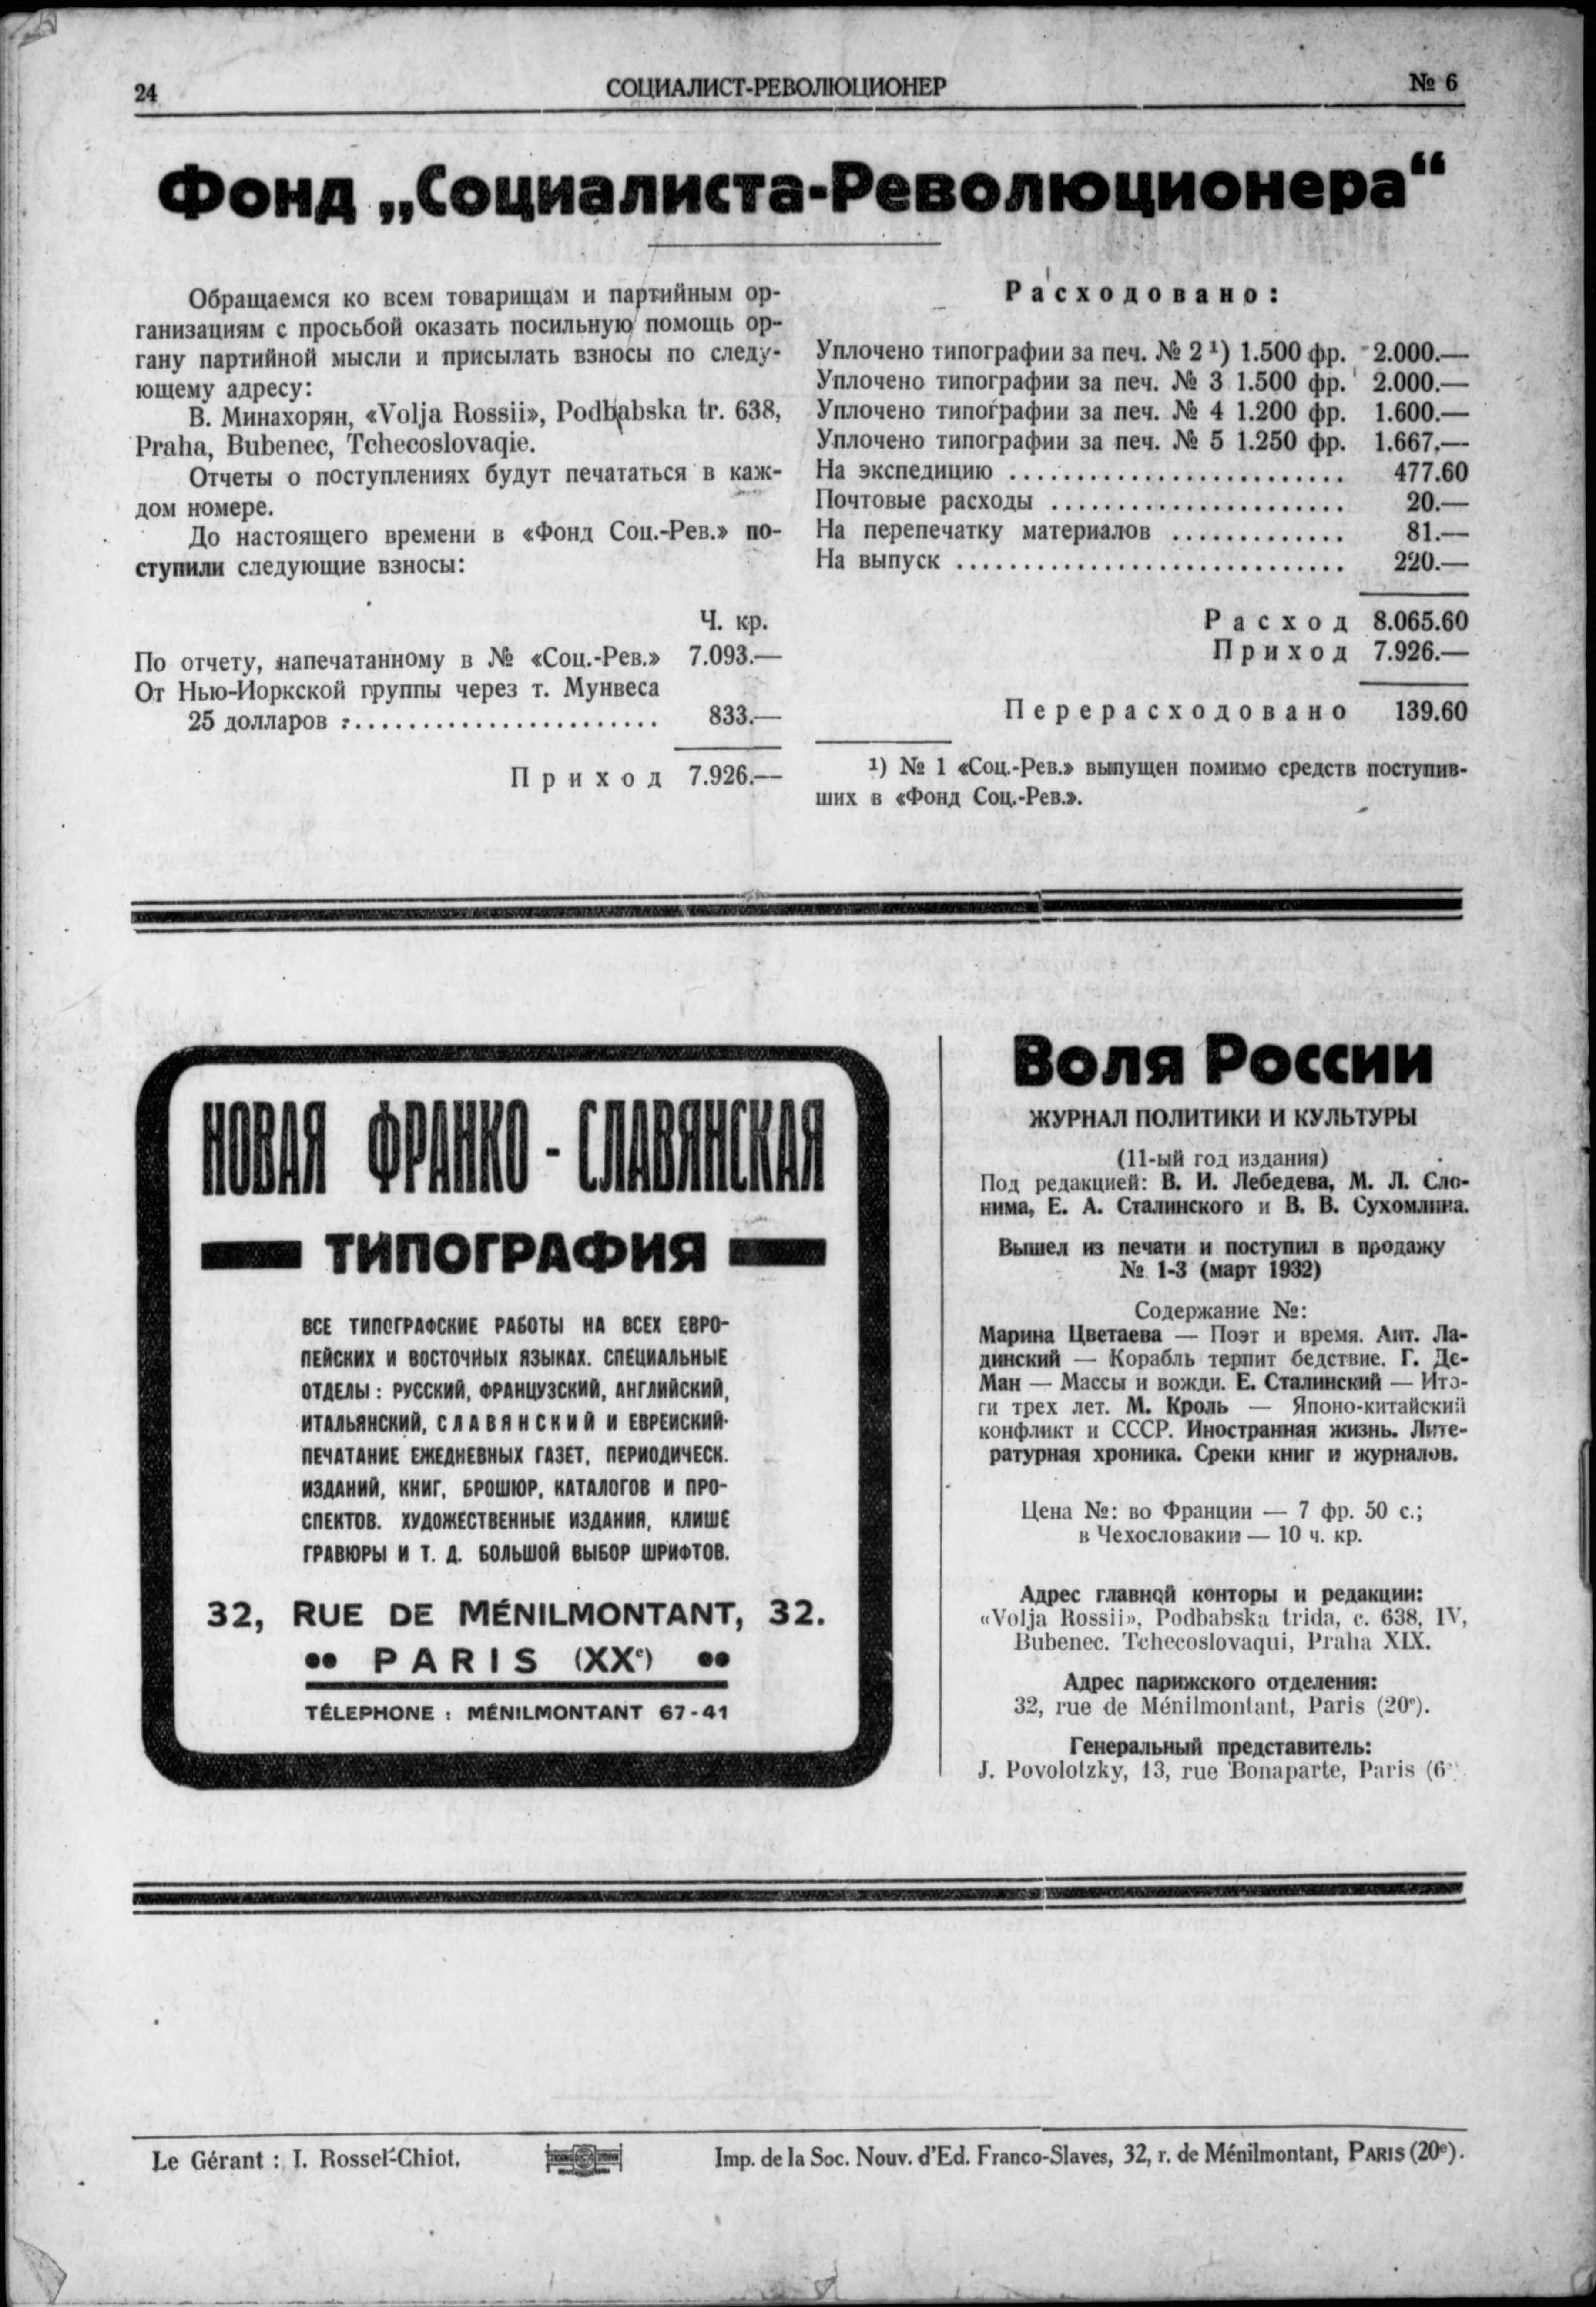 24
СОЦИАЛИСТ-РЕВОЛЮЦИОНЕР
№ 6
Фонд „Социалиста-Революционера“
Обращаемся ко всем товарищам и партийным ор-
ганизациям с просьбой оказать посильную помощь ор-
гану партийной мысли и присылать взносы по следу-
ющему адресу:
В. Минахорян, «Volja Rossii», Podbabska tr. 638,
Praha, Bubenec, Tchecoslovaqie.
Отчеты о поступлениях будут печататься в каж-
дом номере.
До настоящего времени в «Фонд Соц.-Рев.» по-
ступили следующие взносы:
Ч. кр.
По отчету, напечатанному в № «Соц.-Рев.» 7.093.—
От Нью-Иоркской группы через т. Мунвеса
25 долларов ........................ 833.—
Приход 7.926.—
Расходовано:
Уплочено типографии за печ. № 2 ¹) 1.500 фр. 2.000.—
Уплочено типографии за печ. № 3 1.500 фр. 2.000.—
Уплочено типографии за печ. № 4 1.200 фр. 1.600.—
Уплочено типографии за печ. № 5 1.250 фр. 1.667.—
На экспедицию .......................... 477.60
Почтовые расходы ...................... 20.—
На перепечатку материалов ............. 81.—
На выпуск .............................. 220.—
Расход 8.065.60
Приход 7.926.—
Перерасходовано 139.60
¹) № 1 «Соц.-Рев.» выпущен помимо средств поступив-
ших в «Фонд Соц.-Рев.».
НОВАЯ ФРАНКО - СЛАВЯНСКАЯ
ТИПОГРАФИЯ
ВСЕ ТИПОГРАФСКИЕ РАБОТЫ НА ВСЕХ ЕВРО-
ПЕЙСКИХ И ВОСТОЧНЫХ ЯЗЫКАХ. СПЕЦИАЛЬНЫЕ
ОТДЕЛЫ : РУССКИЙ, ФРАНЦУЗСКИЙ, АНГЛИЙСКИЙ,
ИТАЛЬЯНСКИЙ, СЛАВЯНСКИЙ И ЕВРЕИСКИЙ·
ПЕЧАТАНИЕ ЕЖЕДНЕВНЫХ ГАЗЕТ, ПЕРИОДИЧЕСК.
ИЗДАНИЙ, КНИГ, БРОШЮР, КАТАЛОГОВ И ПРО-
СПЕКТОВ. ХУДОЖЕСТВЕННЫЕ ИЗДАНИЯ, КЛИШЕ
ГРАВЮРЫ И Т. Д. БОЛЬШОЙ ВЫБОР ШРИФТОВ.
32, RUE DE MÉNILMONTANT, 32.
•• PARIS (XXᵉ) ••
TÉLEPHONE : MÉNILMONTANT 67-41
Воля России
ЖУРНАЛ ПОЛИТИКИ И КУЛЬТУРЫ
(11-ый год издания)
Под редакцией: В. И. Лебедева, М. Л. Сло-
нима, Е. А. Сталинского и В. В. Сухомлина.
Вышел из печати и поступил в продажу
№ 1-3 (март 1932)
Содержание №:
Марина Цветаева — Поэт и время. Ант. Ла-
динский — Корабль терпит бедствие. Г. Де-
Ман — Массы и вожди. Е. Сталинский — Ито-
ги трех лет. М. Кроль — Японо-китайский
конфликт и СССР. Иностранная жизнь. Лите-
ратурная хроника. Среки книг и журналов.
Цена №: во Франции — 7 фр. 50 с.;
в Чехословакии — 10 ч. кр.
Адрес главной конторы и редакции:
«Volja Rossii», Podbabska trida, c. 638, IV,
Bubenec. Tchecoslovaqui, Praha XIX.
Адрес парижского отделения:
32, rue de Ménilmontant, Paris (20ᵉ).
Генеральный представитель:
J. Povolotzky, 13, rue Bonaparte, Paris (6
Le Gérant : I. Rossel-Chiot.
Imp. de la Soc. Nouv. d'Ed. Franco-Slaves, 32, r. de Ménilmontant, PARIS (20ᵉ).